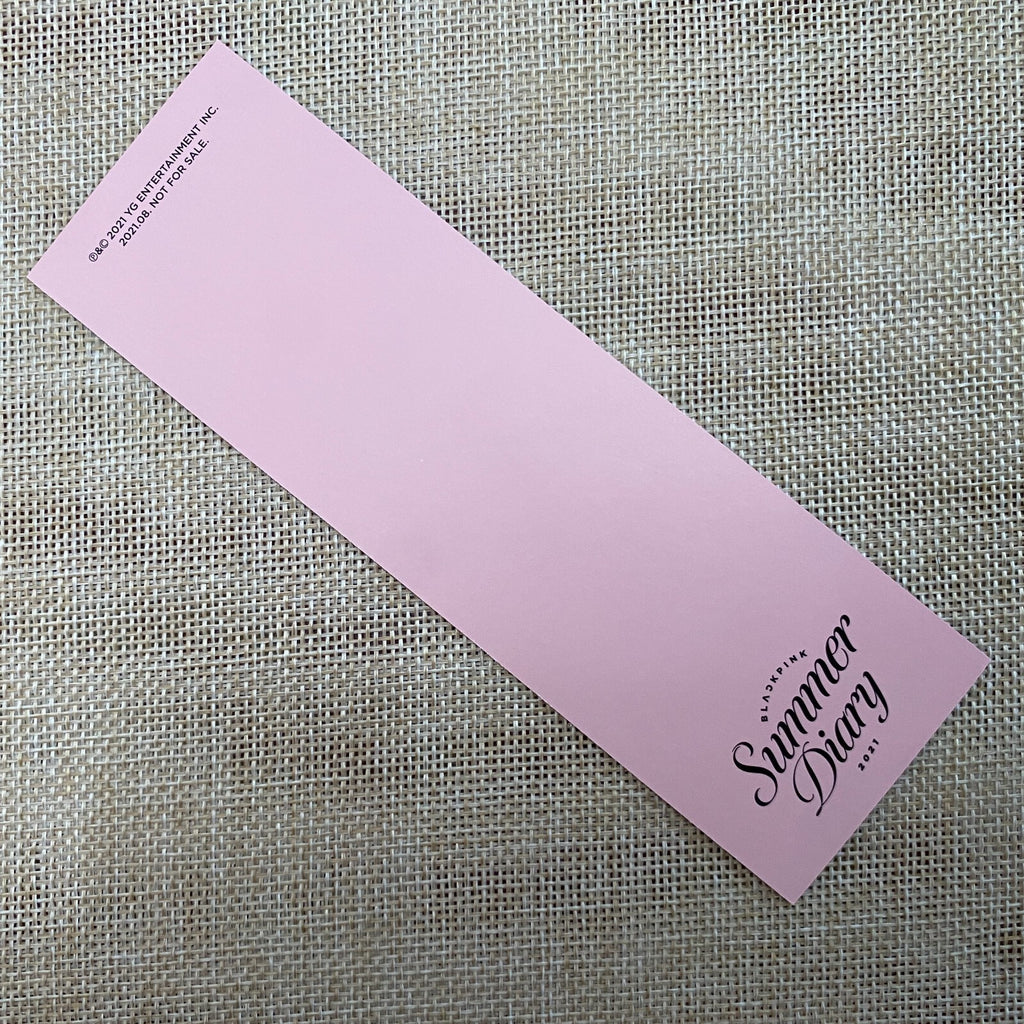 ℗&© 2021 YG ENTERTAINMENT INC.
2021.08. NOT FOR SALE.
BLACKPINK
Summer
Diary
2021